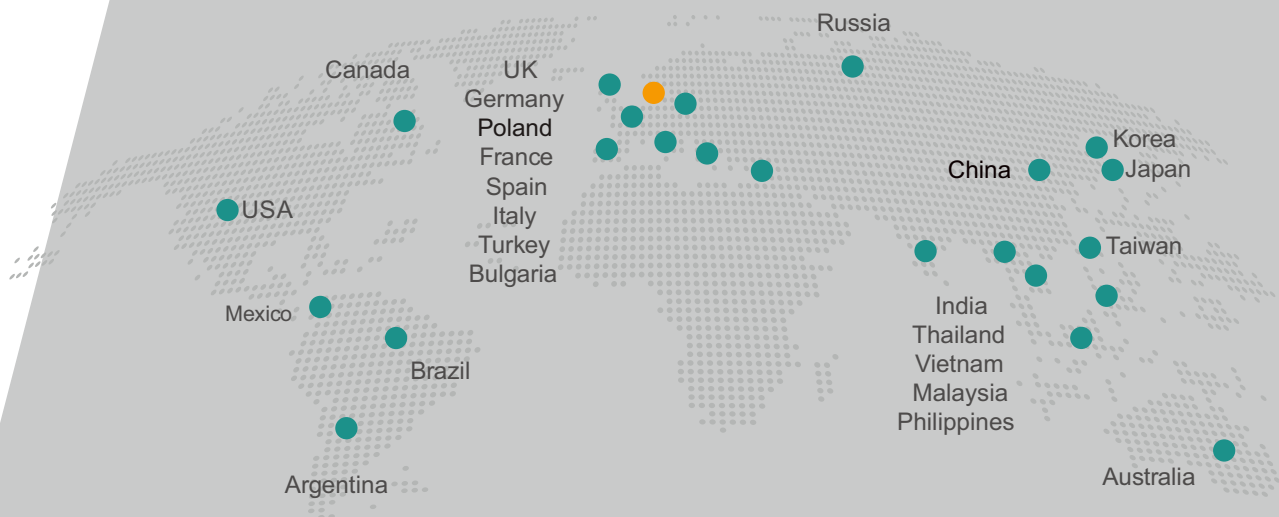 Russia
Canada
UK
Germany
Poland
France
Spain
Italy
Turkey
Bulgaria
Korea
Japan
China
USA
Taiwan
Mexico
Brazil
India
Thailand
Vietnam
Malaysia
Philippines
Argentina
Australia